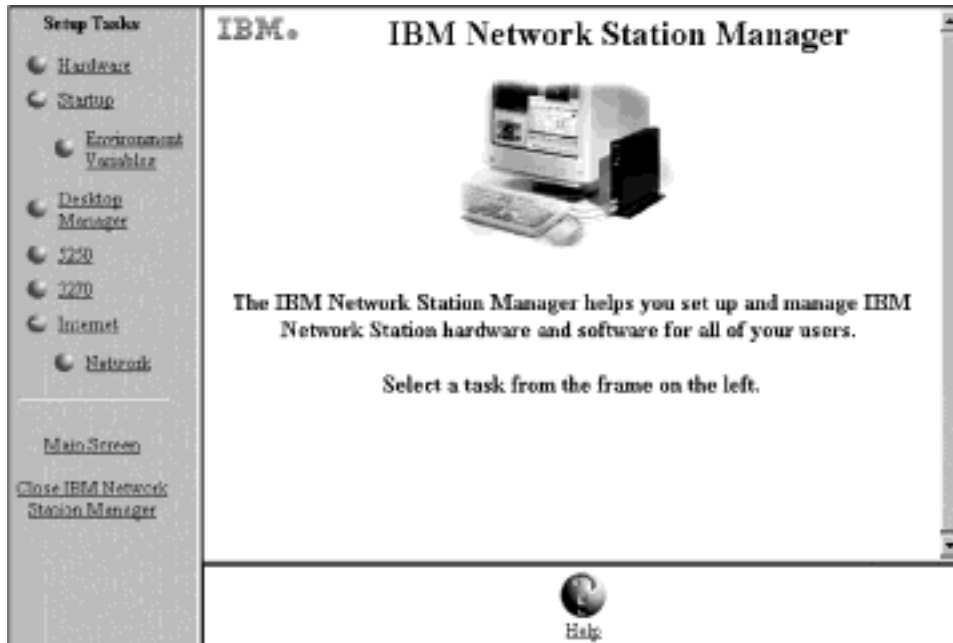 Setup Tasks
Hardware
Startup
Environment
Variables
Desktop
Manager
5250
3270
Internet
Network
Main Screen
Close IBM Network
Station Manager
IBM®
IBM Network Station Manager
The IBM Network Station Manager helps you set up and manage IBM
Network Station hardware and software for all of your users.
Select a task from the frame on the left.
Help